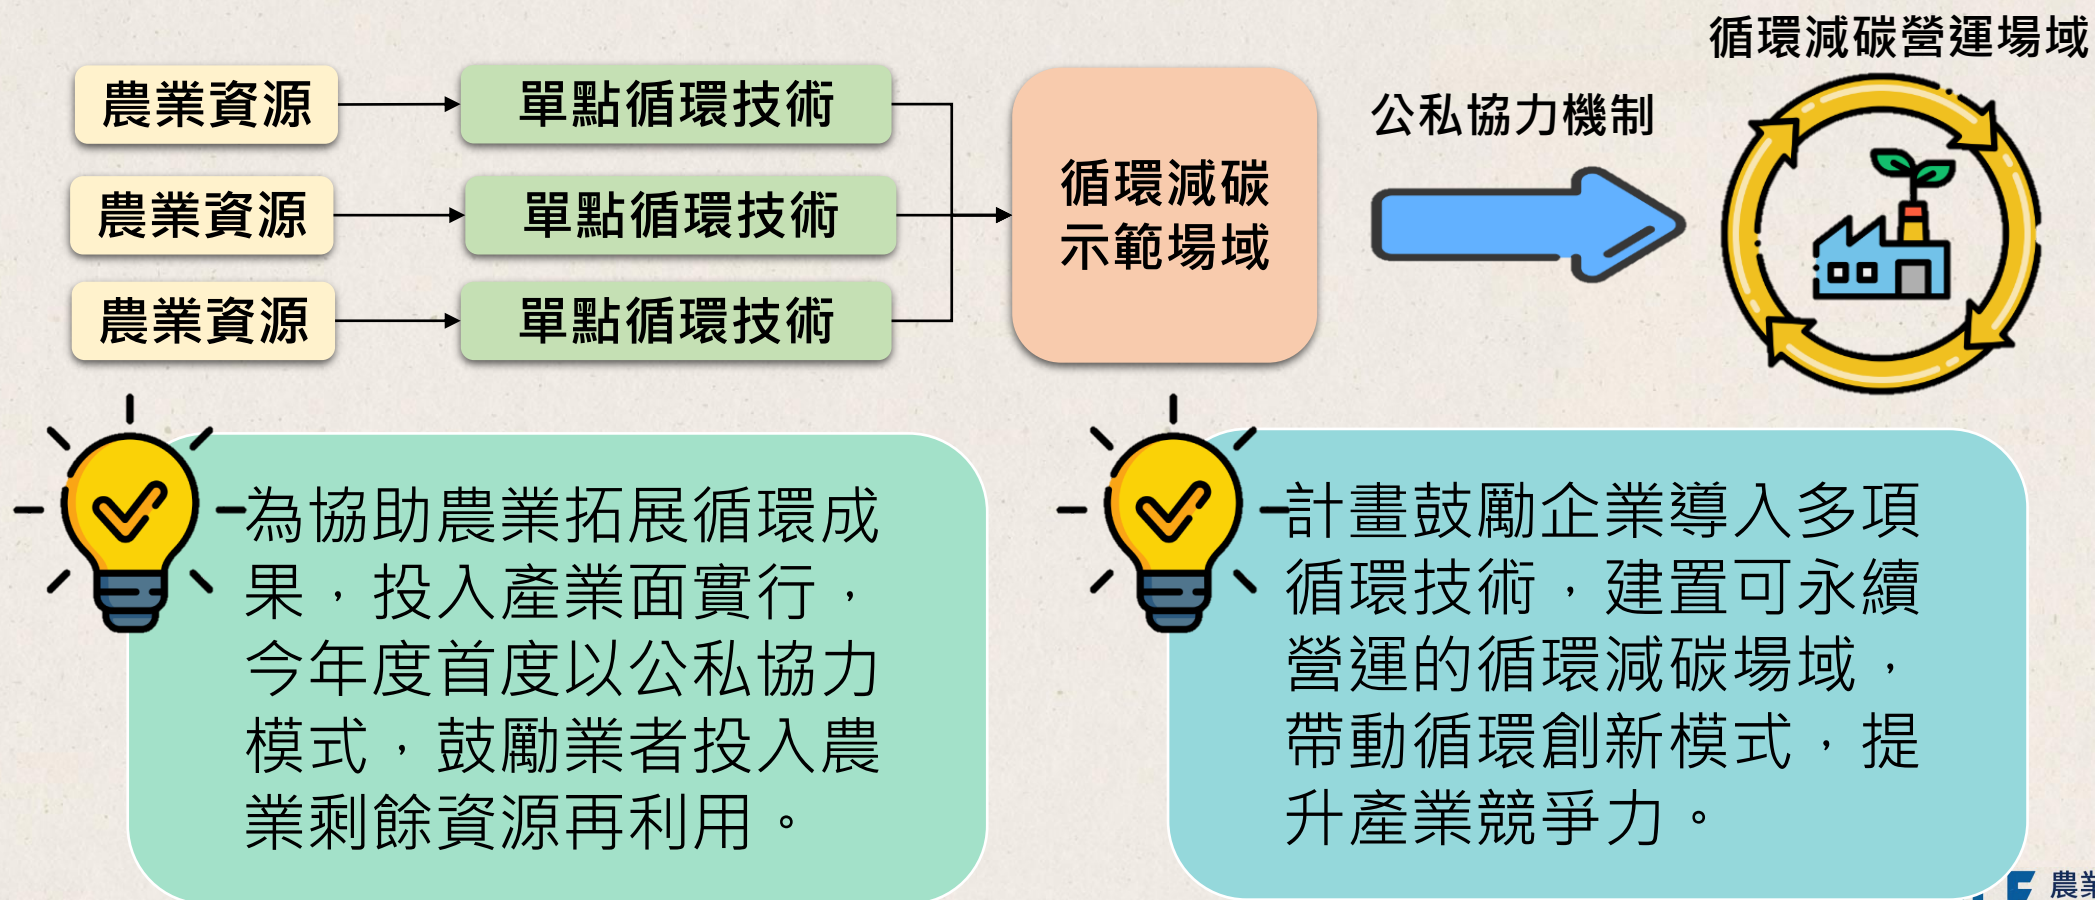 循環減碳營運場域
農業資源
單點循環技術
農業資源
單點循環技術
農業資源
單點循環技術
循環減碳
示範場域
公私協力機制
為協助農業拓展循環成
果，投入產業面實行，
今年度首度以公私協力
模式，鼓勵業者投入農
業剩餘資源再利用。
計畫鼓勵企業導入多項
循環技術，建置可永續
營運的循環減碳場域，
帶動循環創新模式，提
升產業競爭力。
農業